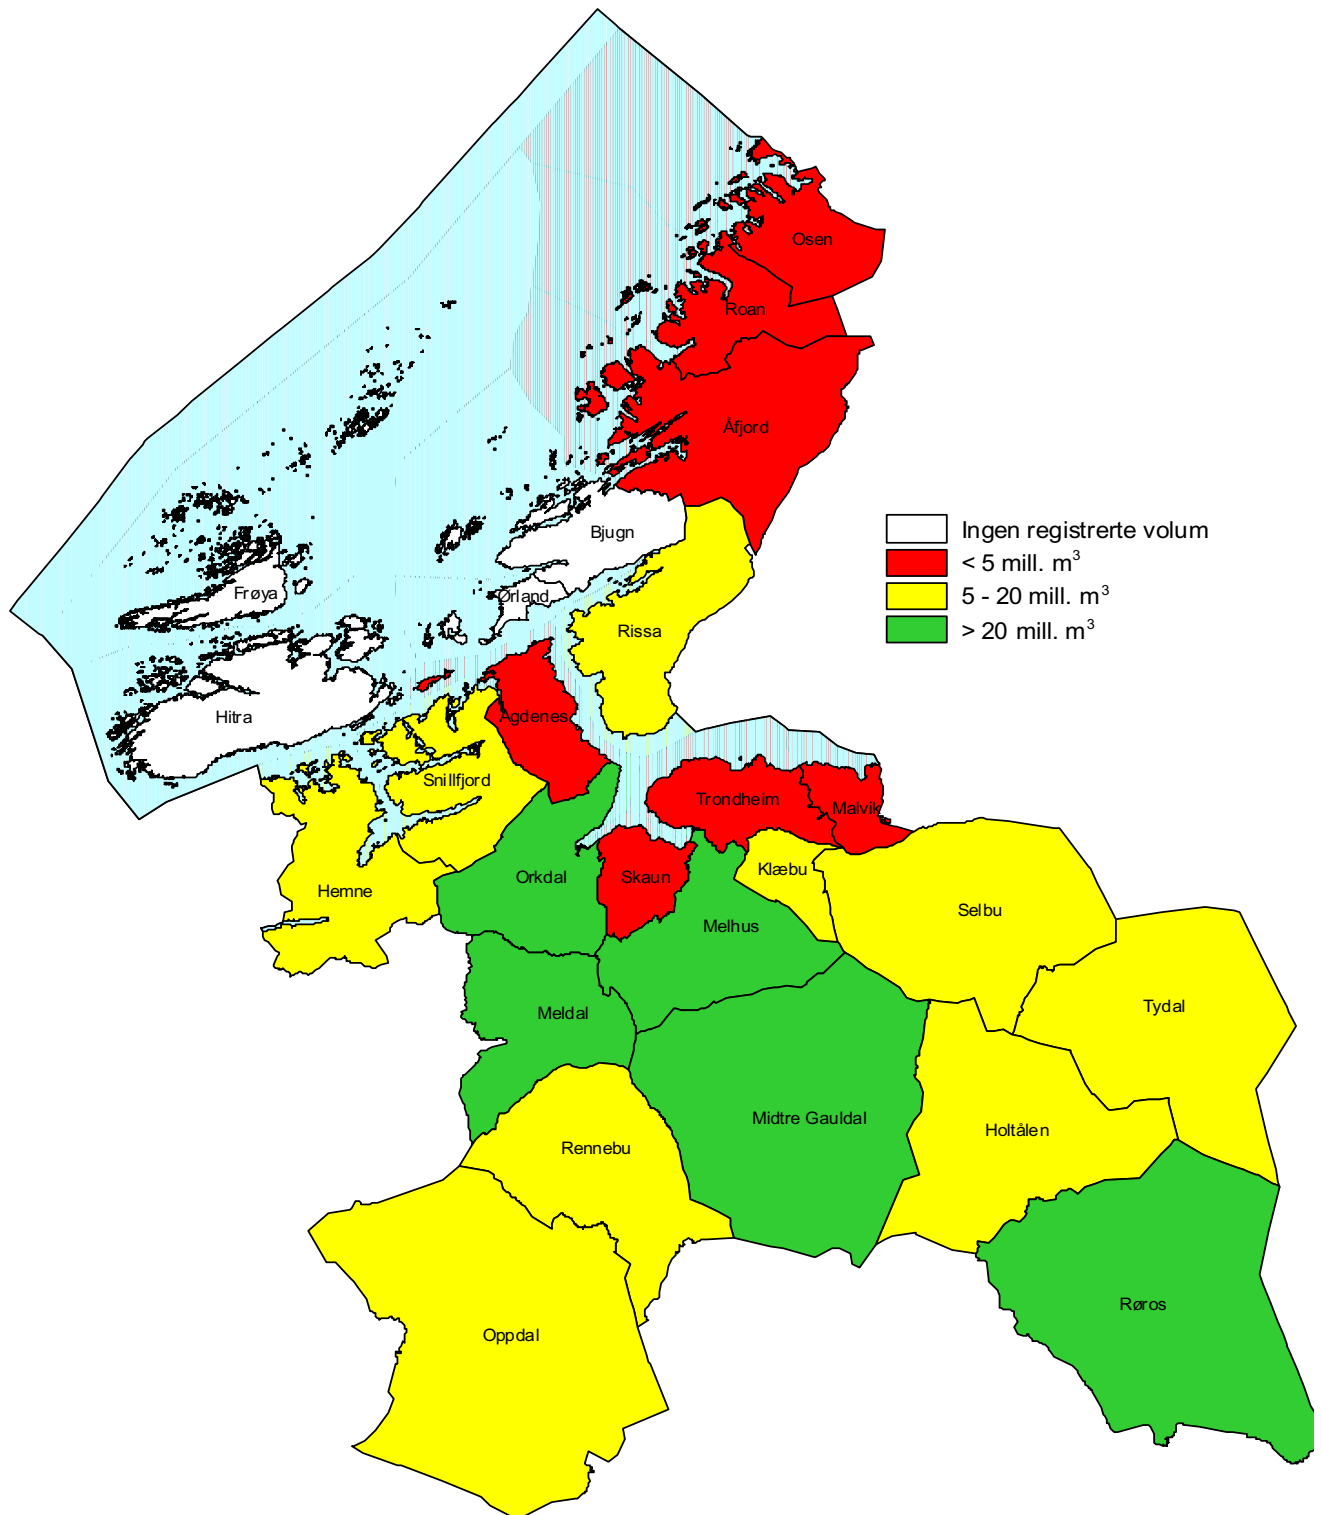 Osen
Roan
Åfjord
Bjugn
Ingen registrerte volum
< 5 mill. m³
5 - 20 mill. m³
> 20 mill. m³
Frøya
Ørland
Rissa
Hitra
Agdenes
Snillfjord
Trondheim
Malvik
Klæbu
Orkdal
Skaun
Hemne
Selbu
Melhus
Tydal
Meldal
Midtre Gauldal
Holtålen
Rennebu
Røros
Oppdal